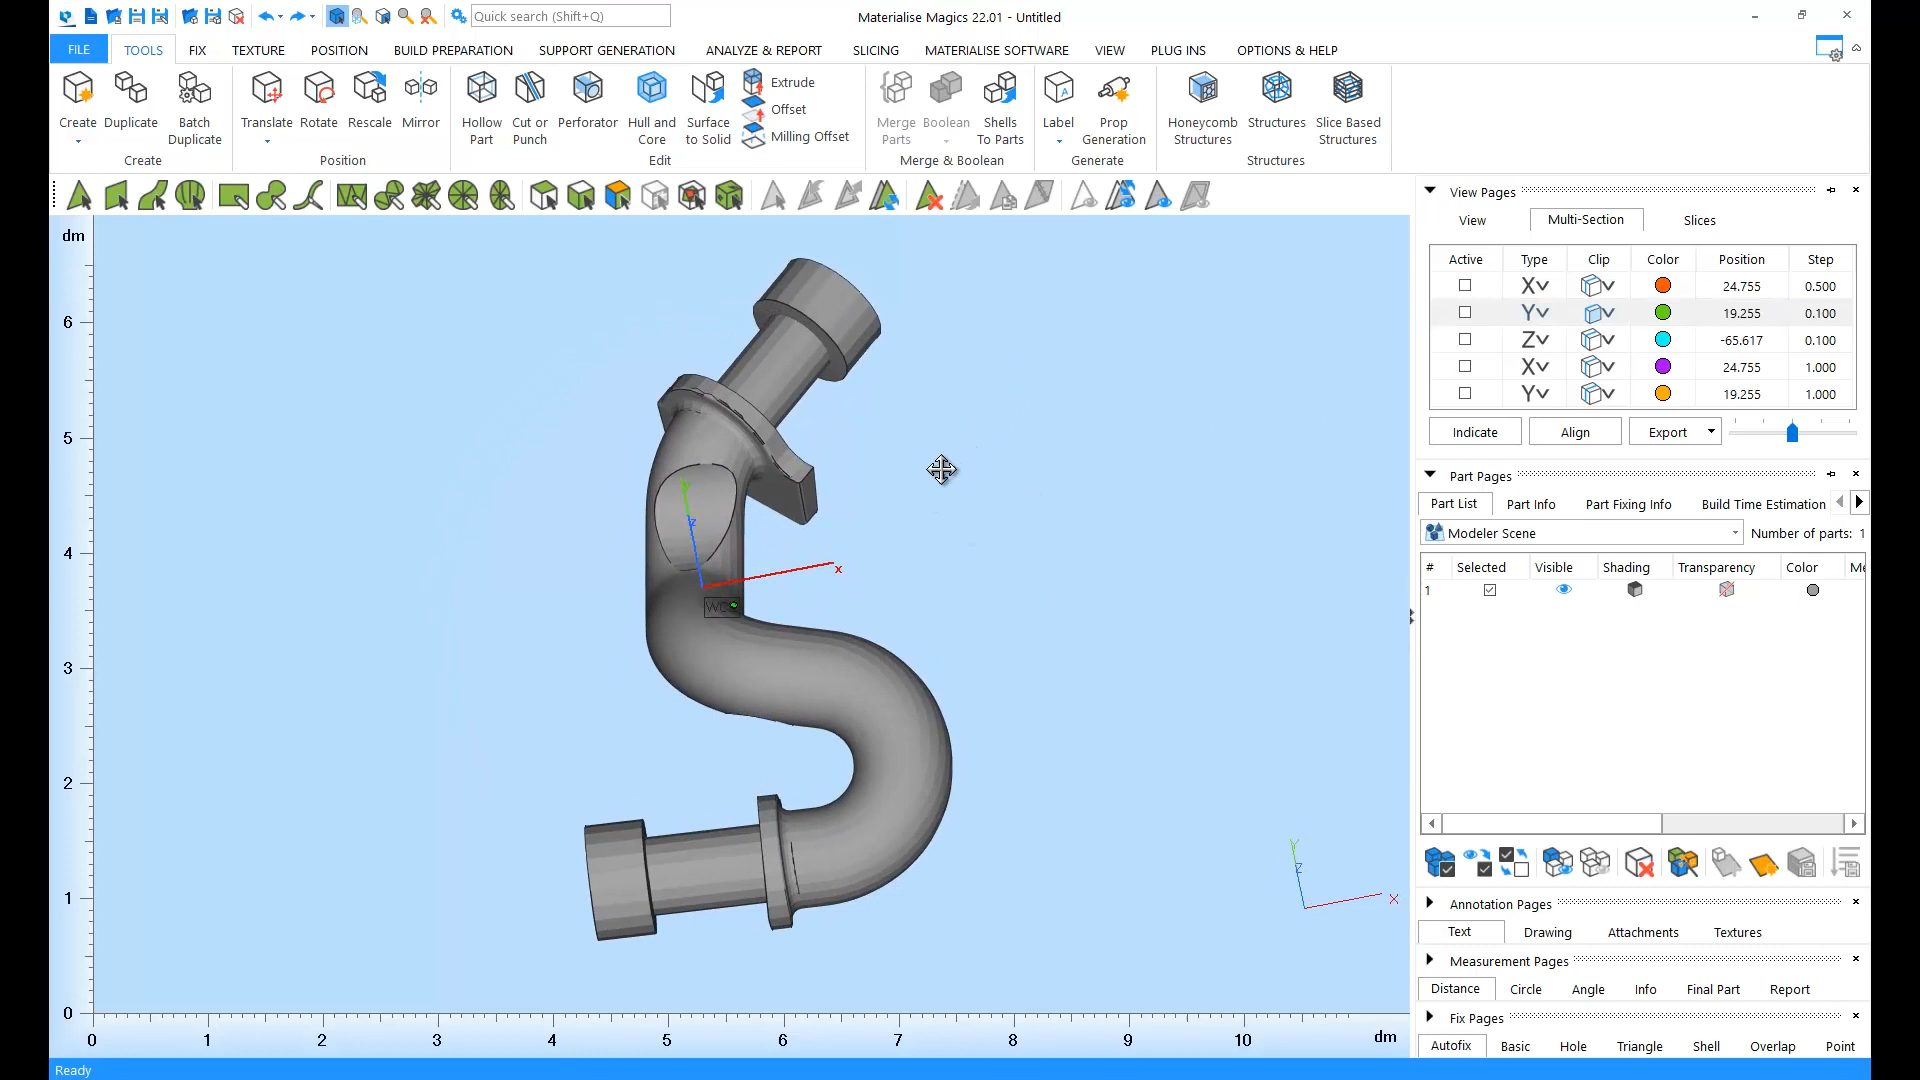 Quick search (Shift+Q)
Materialise Magics 22.01 - Untitled
FILE TOOLS FIX TEXTURE POSITION BUILD PREPARATION SUPPORT GENERATION ANALYZE & REPORT SLICING MATERIALISE SOFTWARE VIEW PLUG INS OPTIONS & HELP
Create Duplicate Batch Duplicate
Create
Translate Rotate Rescale Mirror
Position
Hollow Part Cut or Punch Perforator Hull and Core Surface to Solid
Extrude
Offset
Milling Offset
Edit
Merge Parts Boolean Shells To Parts
Merge & Boolean
Label Prop Generation
Generate
Honeycomb Structures Structures Slice Based Structures
Structures
dm
6
5
4
3
2
1
0
y
z
x
Y
Z
X
0 1 2 3 4 5 6 7 8 9 10 dm
View Pages
View Multi-Section Slices
Active Type Clip Color Position Step
X 24.755 0.500
Y 19.255 0.100
Z -65.617 0.100
X 24.755 1.000
Y 19.255 1.000
Indicate Align Export
Part Pages
Part List Part Info Part Fixing Info Build Time Estimation
Modeler Scene Number of parts: 1
# Selected Visible Shading Transparency Color Me
1
Annotation Pages
Text Drawing Attachments Textures
Measurement Pages
Distance Circle Angle Info Final Part Report
Fix Pages
Autofix Basic Hole Triangle Shell Overlap Point
Ready